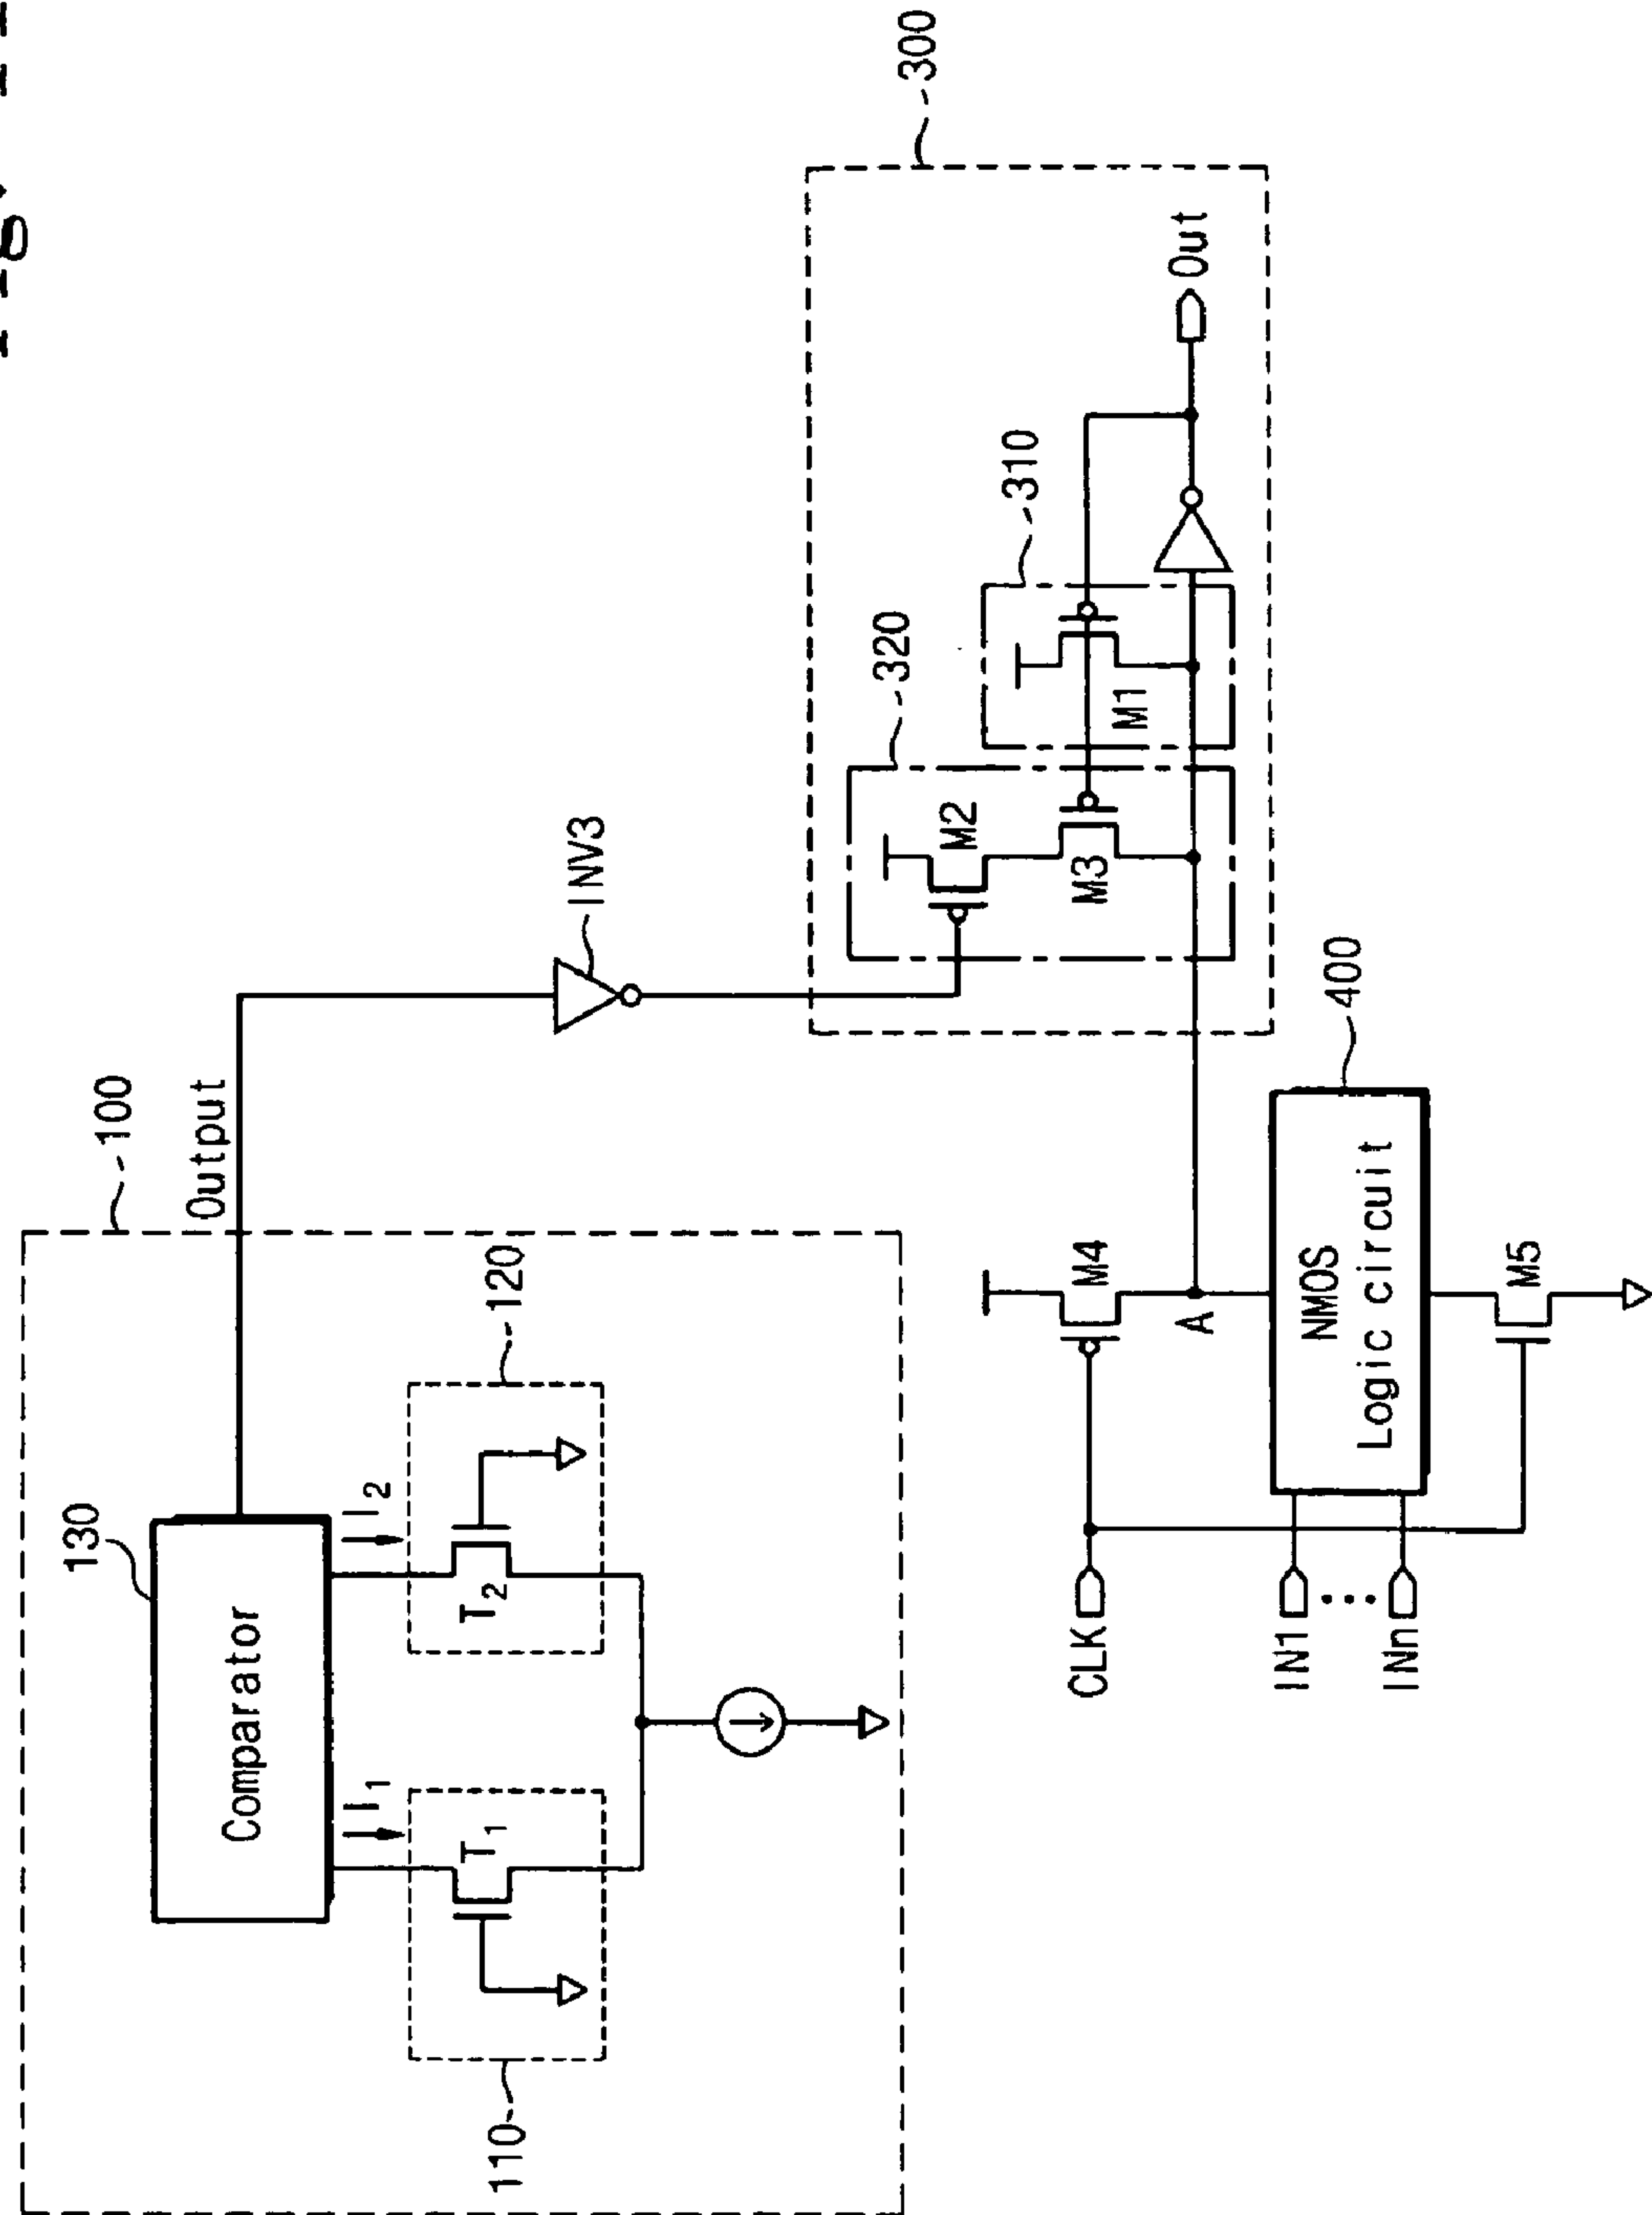 100
130
Output
Comparator
I1
I2
120
T1
T2
110
INV3
300
320
310
M2
M3
M1
Out
CLK
M4
A
IN1
INn
NMOS
Logic circuit
400
M5